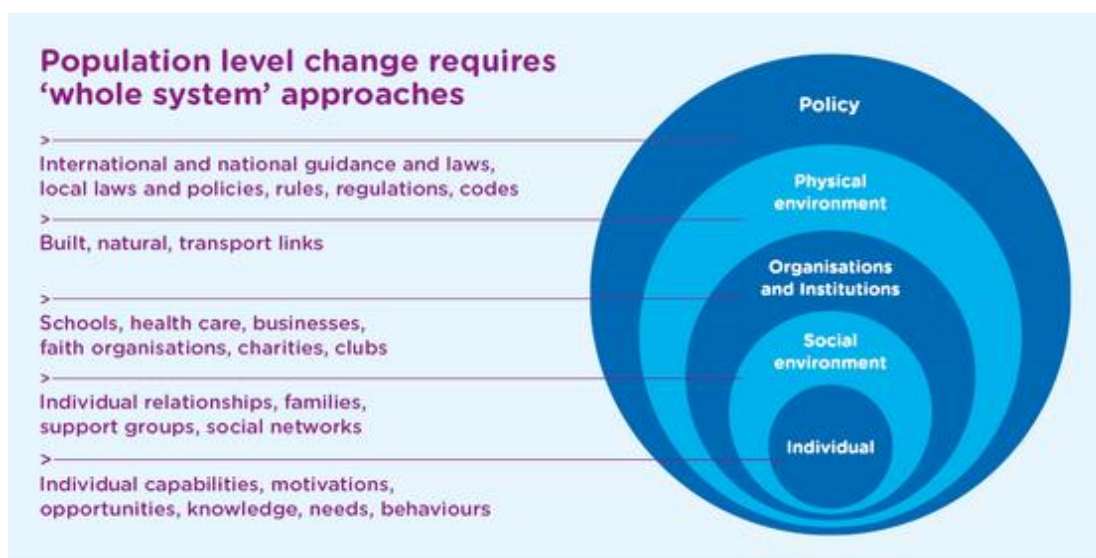 Population level change requires
‘whole system’ approaches
>
International and national guidance and laws,
local laws and policies, rules, regulations, codes
>
Built, natural, transport links
>
Schools, health care, businesses,
faith organisations, charities, clubs
>
Individual relationships, families,
support groups, social networks
>
Individual capabilities, motivations,
opportunities, knowledge, needs, behaviours
Policy
Physical
environment
Organisations
and Institutions
Social
environment
Individual